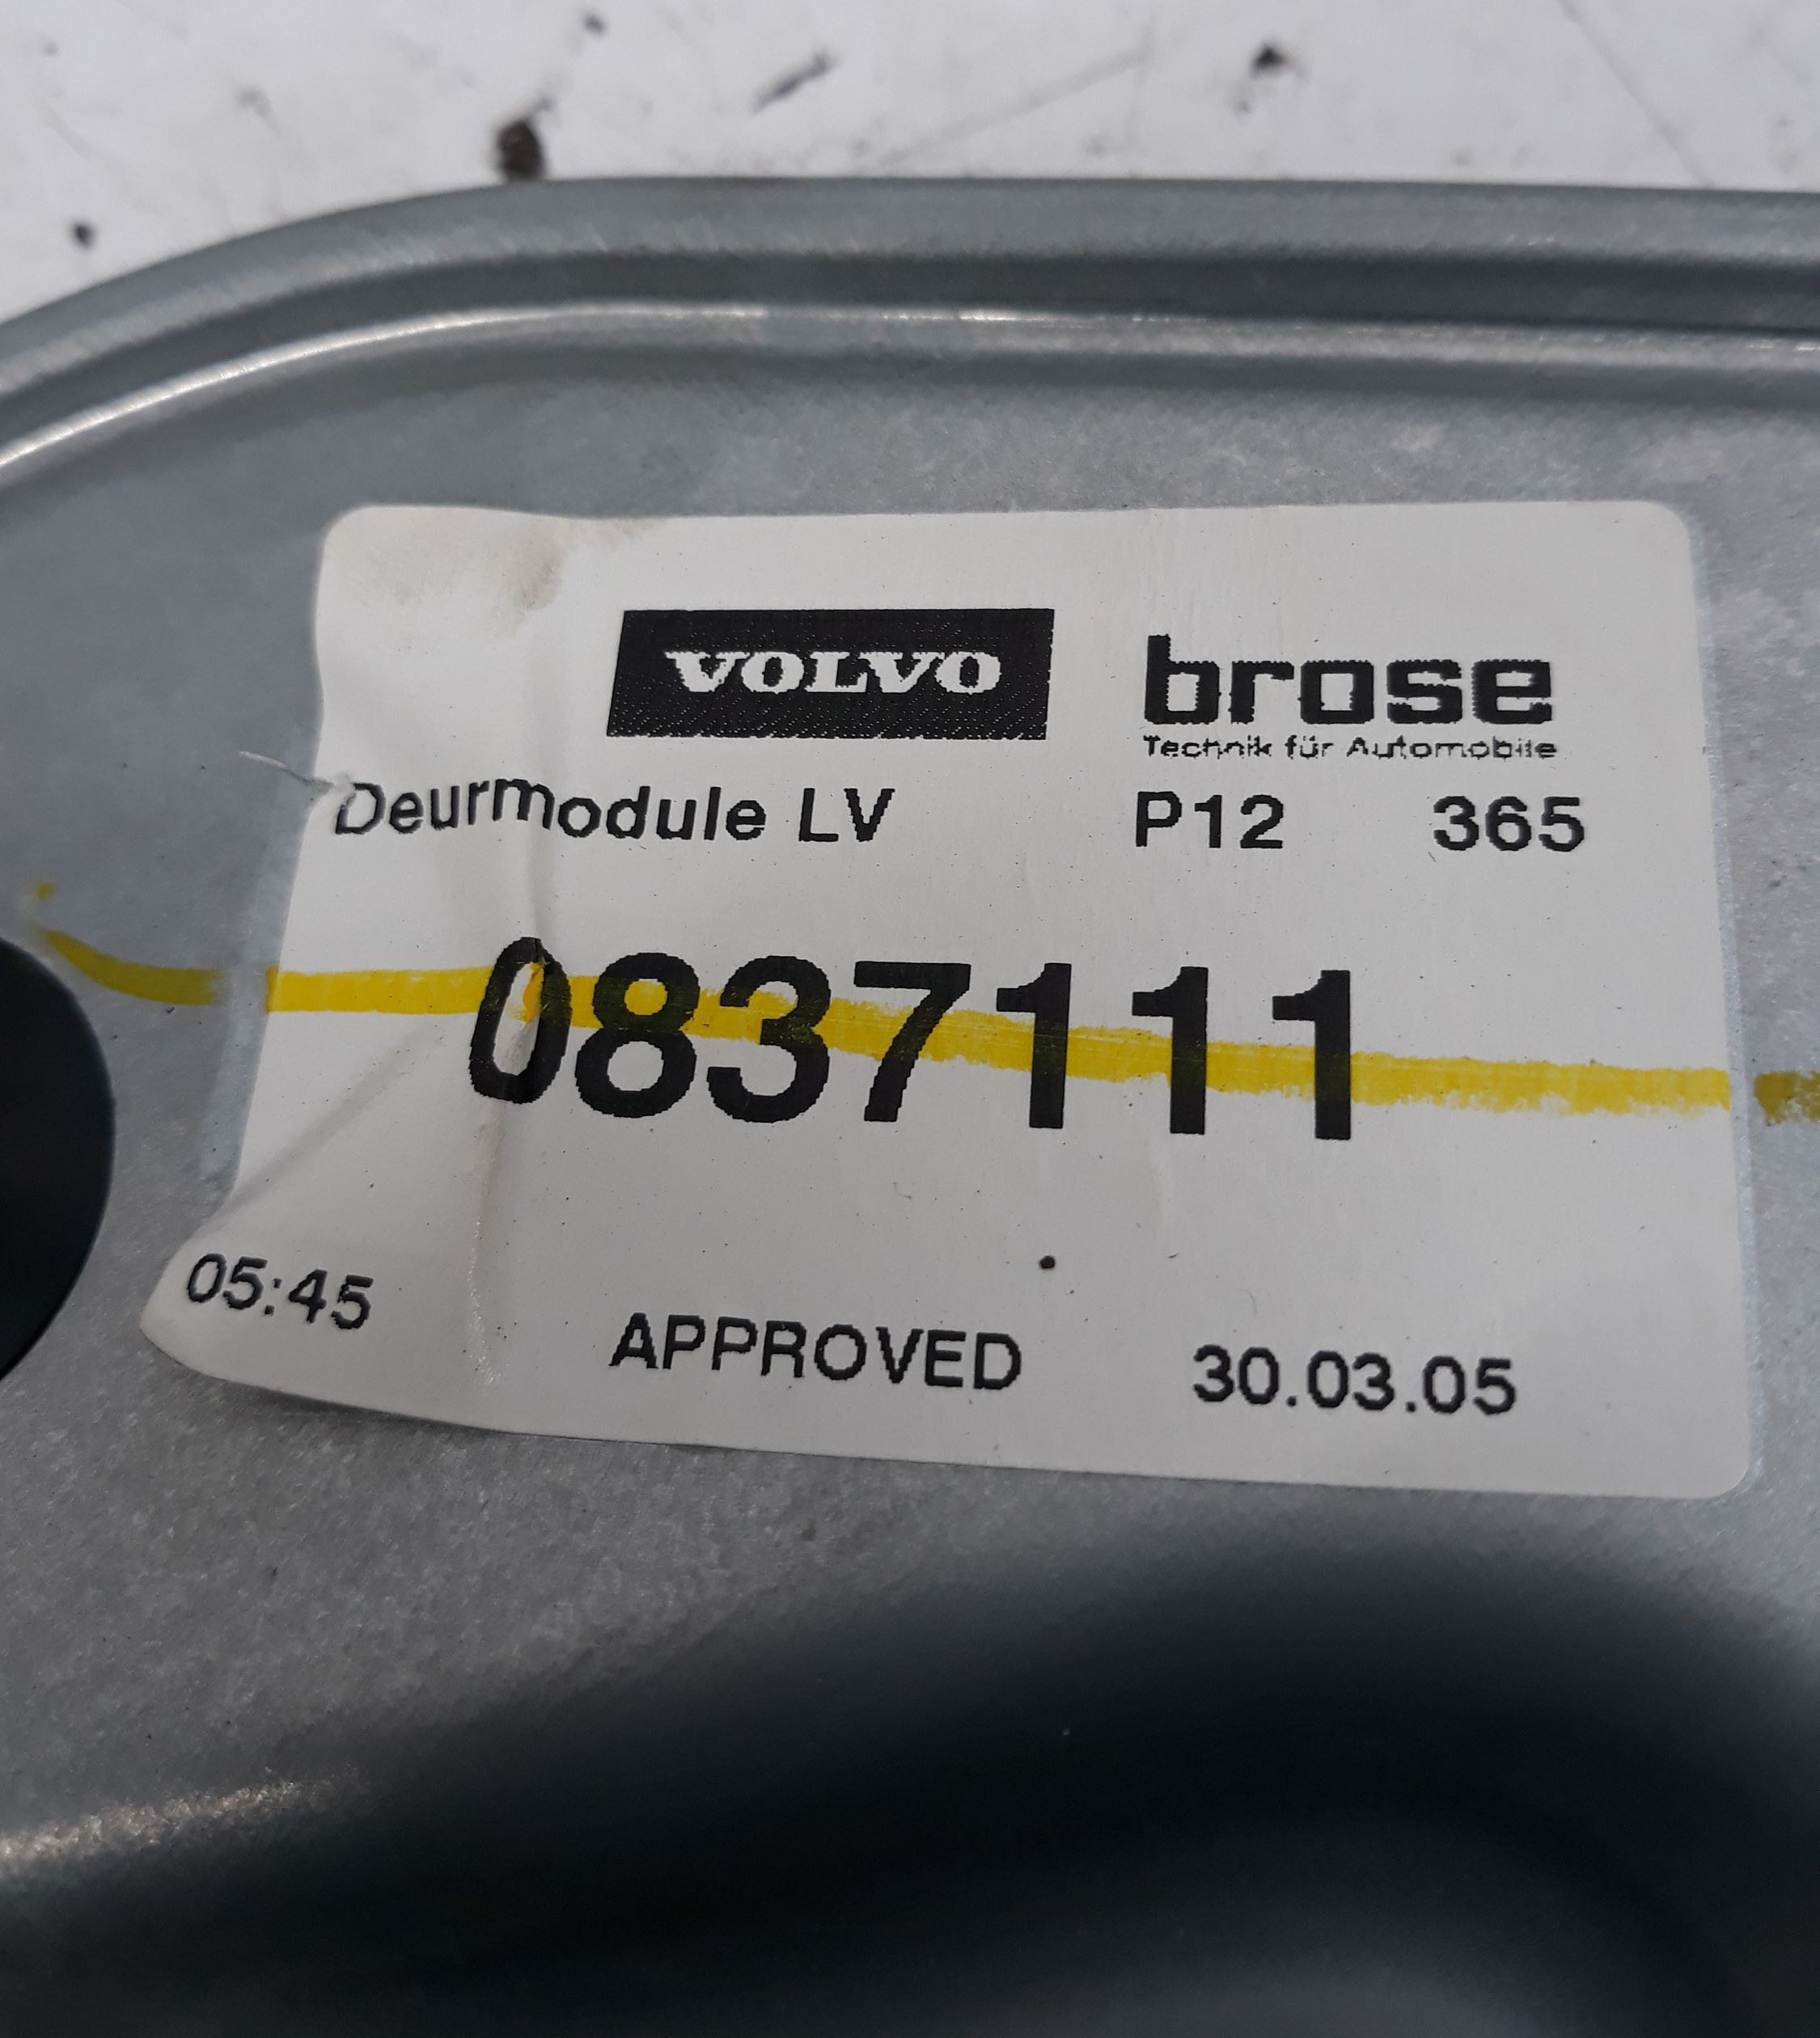 VOLVO brose
Technik für Automobile
Deurmodule LV P12 365
0837111
05:45 APPROVED 30.03.05